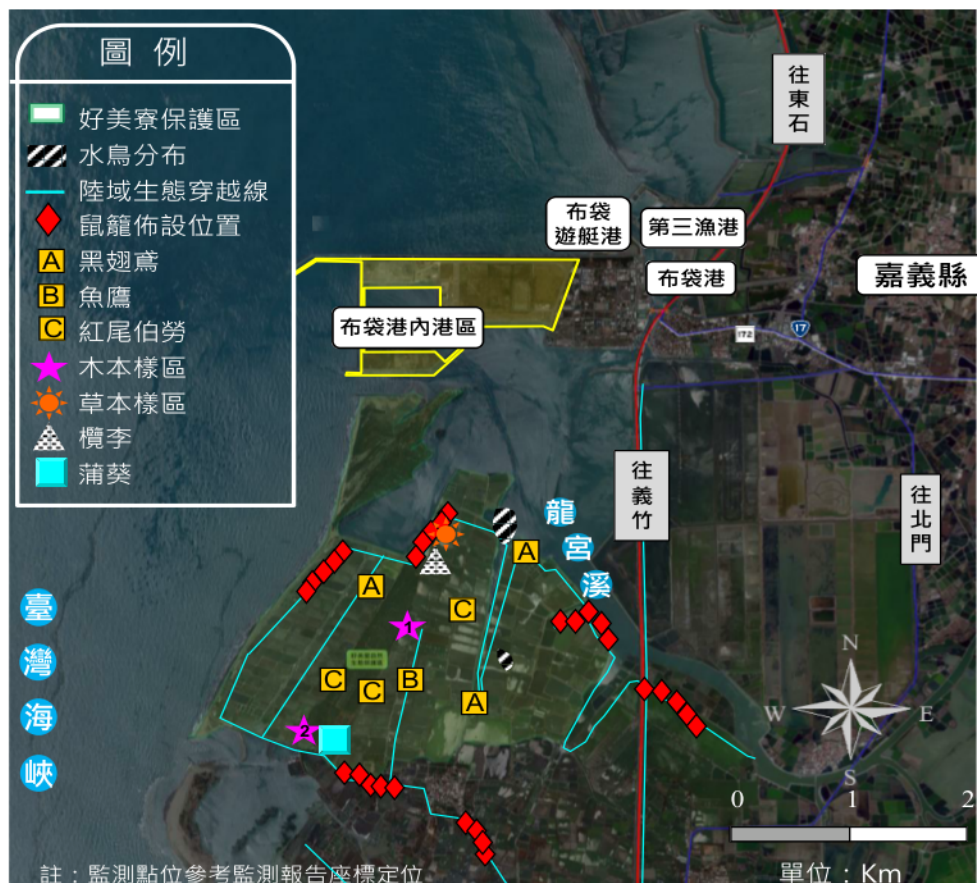 圖 例
好美寮保護區
水鳥分布
陸域生態穿越線
鼠籠佈設位置
A 黑翅鳶
B 魚鷹
C 紅尾伯勞
木本樣區
草本樣區
欖李
蒲葵
往東石
布袋
遊艇港
第三漁港
布袋港
嘉義縣
布袋港內港區
172
17
往義竹
往北門
龍宮溪
臺灣海峽
A
A
C
1
C
C
B
A
2
N
W
E
S
0 1 2
單位：Km
註：監測點位參考監測報告座標定位